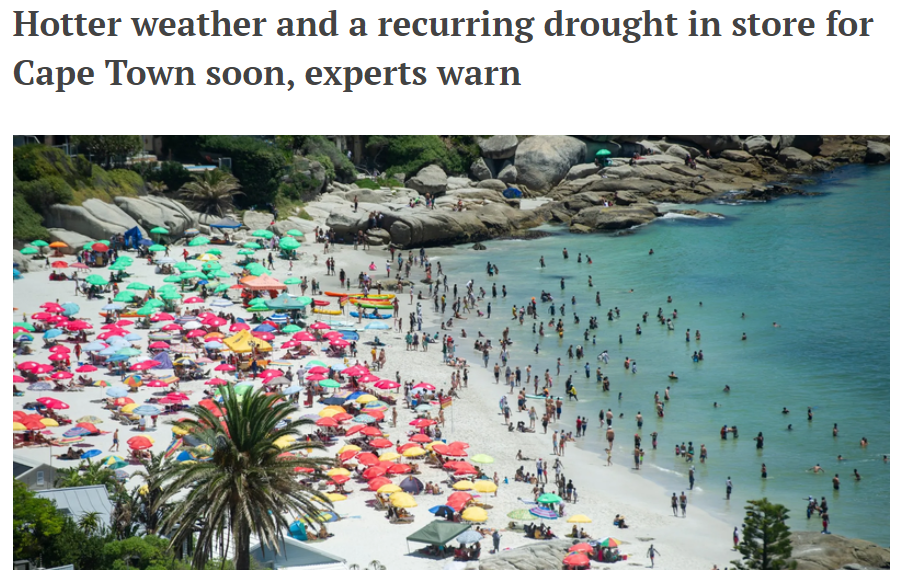 Hotter weather and a recurring drought in store for
Cape Town soon, experts warn